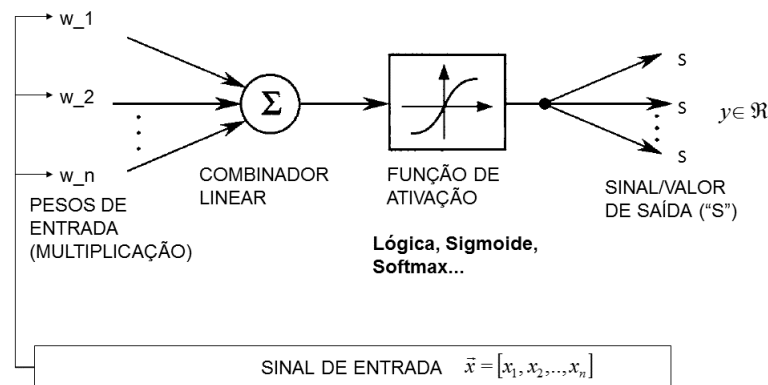 w_1
w_2
w_n
PESOS DE
ENTRADA
(MULTIPLICAÇÃO)
Σ
COMBINADOR
LINEAR
FUNÇÃO DE
ATIVAÇÃO
Lógica, Sigmoide,
Softmax...
S
S
S
y∈ ℜ
SINAL/VALOR
DE SAÍDA (“S”)
SINAL DE ENTRADA x⃗ = [x₁, x₂,.., xₙ]